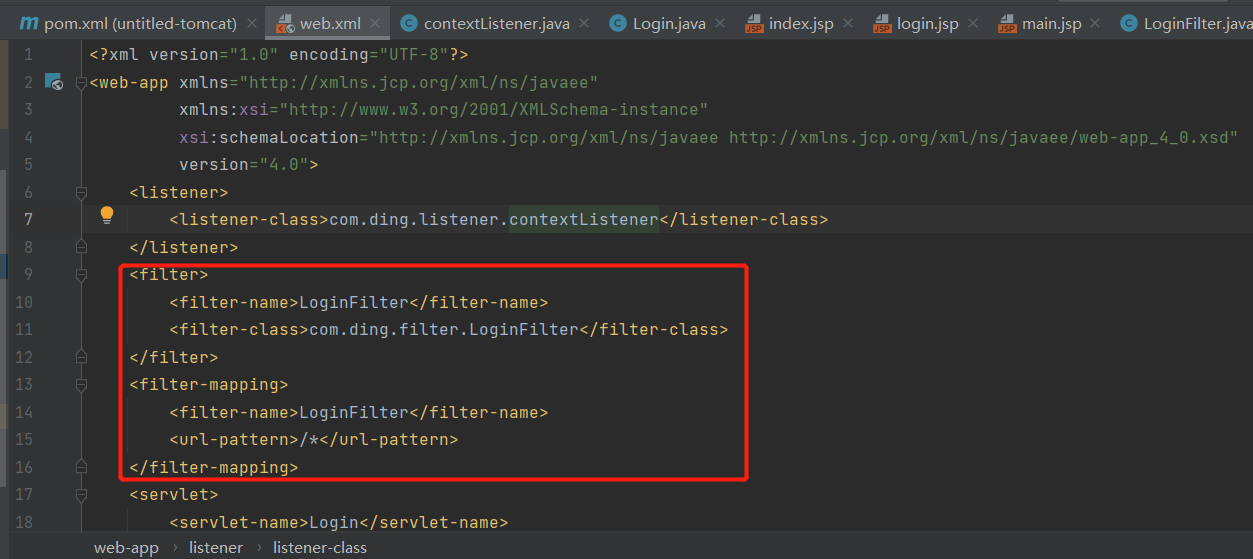 pom.xml (untitled-tomcat) web.xml contextListener.java Login.java index.jsp login.jsp main.jsp LoginFilter.java
1 <?xml version="1.0" encoding="UTF-8"?>
2 <web-app xmlns="http://xmlns.jcp.org/xml/ns/javaee"
3 xmlns:xsi="http://www.w3.org/2001/XMLSchema-instance"
4 xsi:schemaLocation="http://xmlns.jcp.org/xml/ns/javaee http://xmlns.jcp.org/xml/ns/javaee/web-app_4_0.xsd"
5 version="4.0">
6 <listener>
7 <listener-class>com.ding.listener.contextListener</listener-class>
8 </listener>
9 <filter>
10 <filter-name>LoginFilter</filter-name>
11 <filter-class>com.ding.filter.LoginFilter</filter-class>
12 </filter>
13 <filter-mapping>
14 <filter-name>LoginFilter</filter-name>
15 <url-pattern>/*</url-pattern>
16 </filter-mapping>
17 <servlet>
18 <servlet-name>Login</servlet-name>
web-app › listener › listener-class